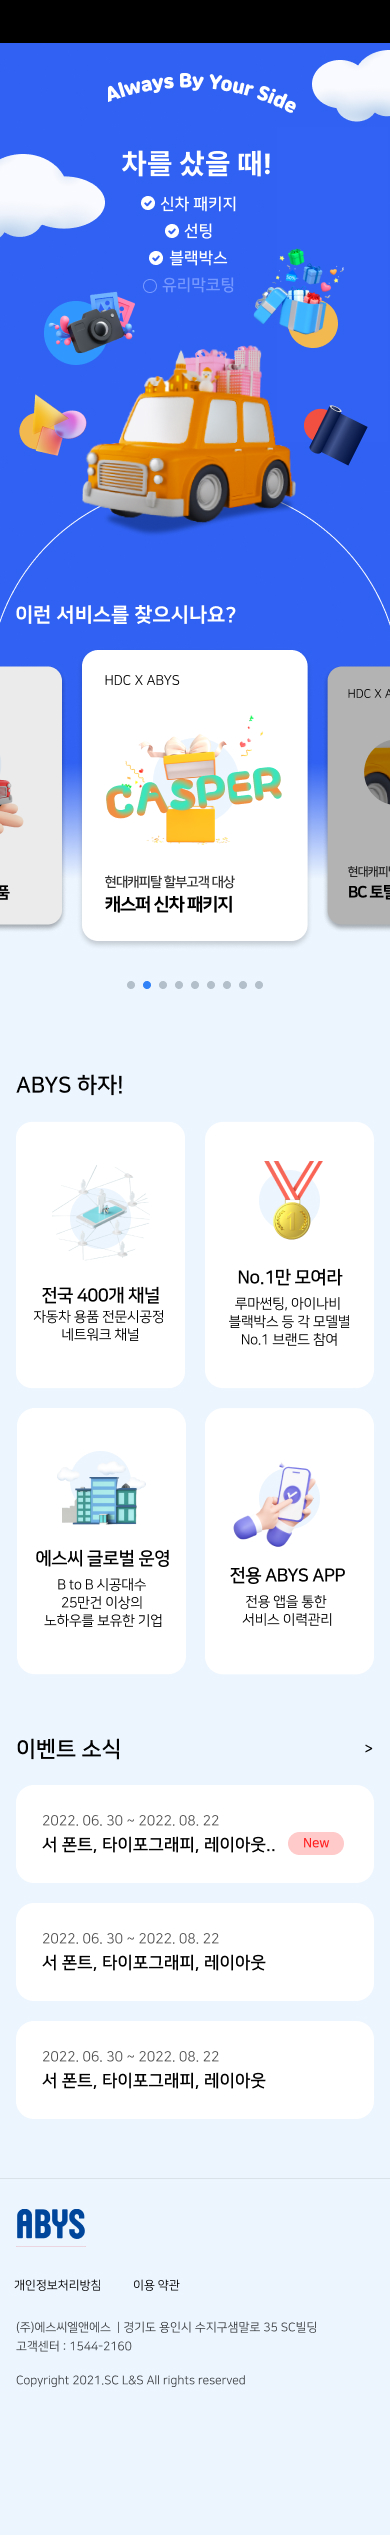 Always By Your Side
차를 샀을 때!
신차 패키지
선팅
블랙박스
유리막코팅
이런 서비스를 찾으시나요?
HDC X ABYS
HDC X A
CASPER
품
현대캐피탈 할부고객 대상
캐스퍼 신차 패키지
현대캐피탈
BC 토탈
ABYS 하자!
전국 400개 채널
자동차 용품 전문시공정
네트워크 채널
No.1만 모여라
루마썬팅, 아이나비
블랙박스 등 각 모델별
No.1 브랜드 참여
에스씨 글로벌 운영
B to B 시공대수
25만건 이상의
노하우를 보유한 기업
전용 ABYS APP
전용 앱을 통한
서비스 이력관리
이벤트 소식 >
2022. 06. 30 ~ 2022. 08. 22
서 폰트, 타이포그래피, 레이아웃.. New
2022. 06. 30 ~ 2022. 08. 22
서 폰트, 타이포그래피, 레이아웃
2022. 06. 30 ~ 2022. 08. 22
서 폰트, 타이포그래피, 레이아웃
ABYS
개인정보처리방침 이용 약관
(주)에스씨엘앤에스 | 경기도 용인시 수지구샘말로 35 SC빌딩
고객센터 : 1544-2160
Copyright 2021.SC L&S All rights reserved